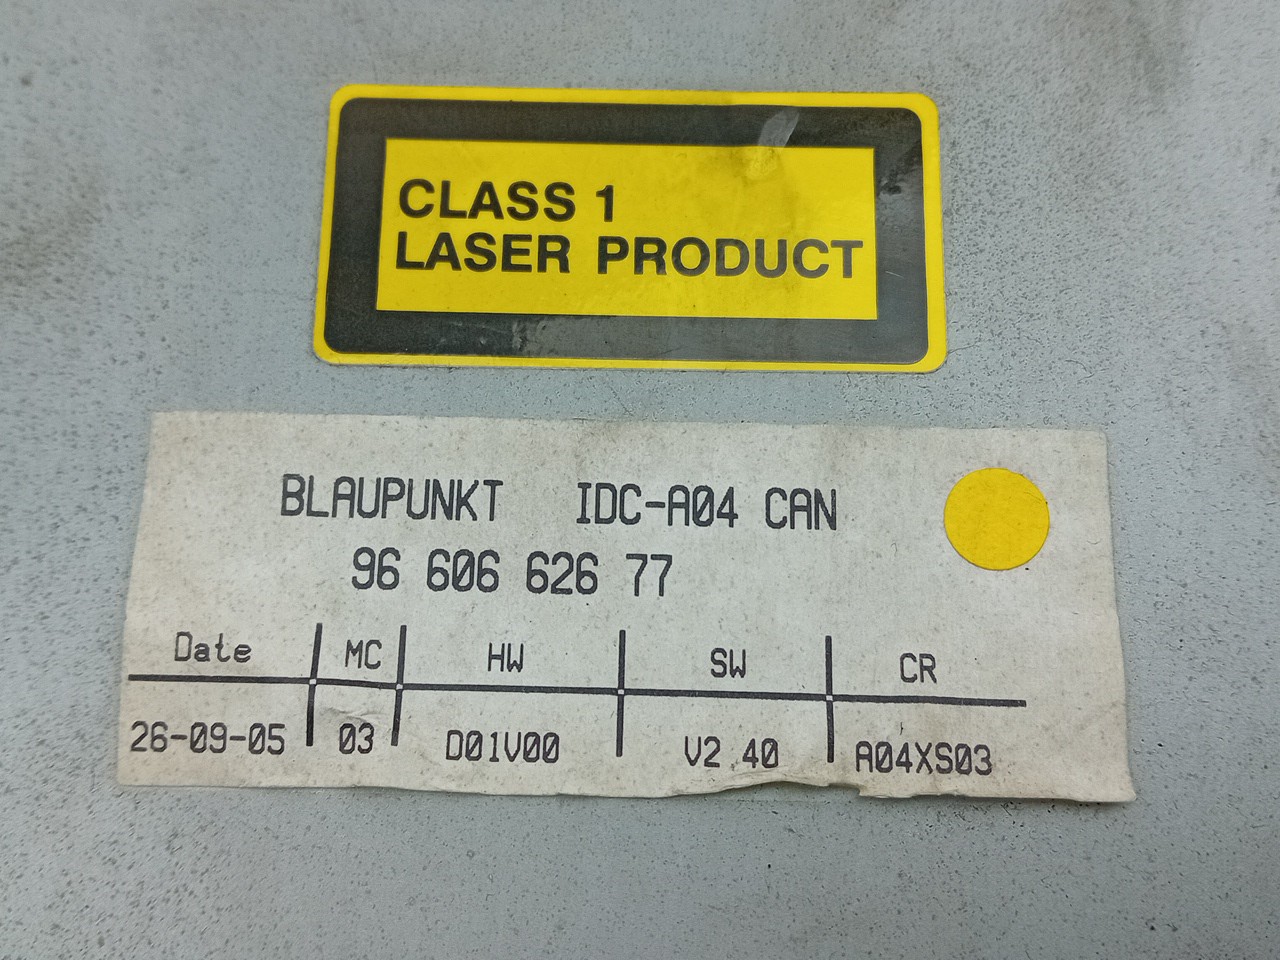 CLASS 1
LASER PRODUCT
BLAUPUNKT IDC-A04 CAN
96 606 626 77
Date MC HW SW CR
26-09-05 03 D01V00 V2 40 A04XS03